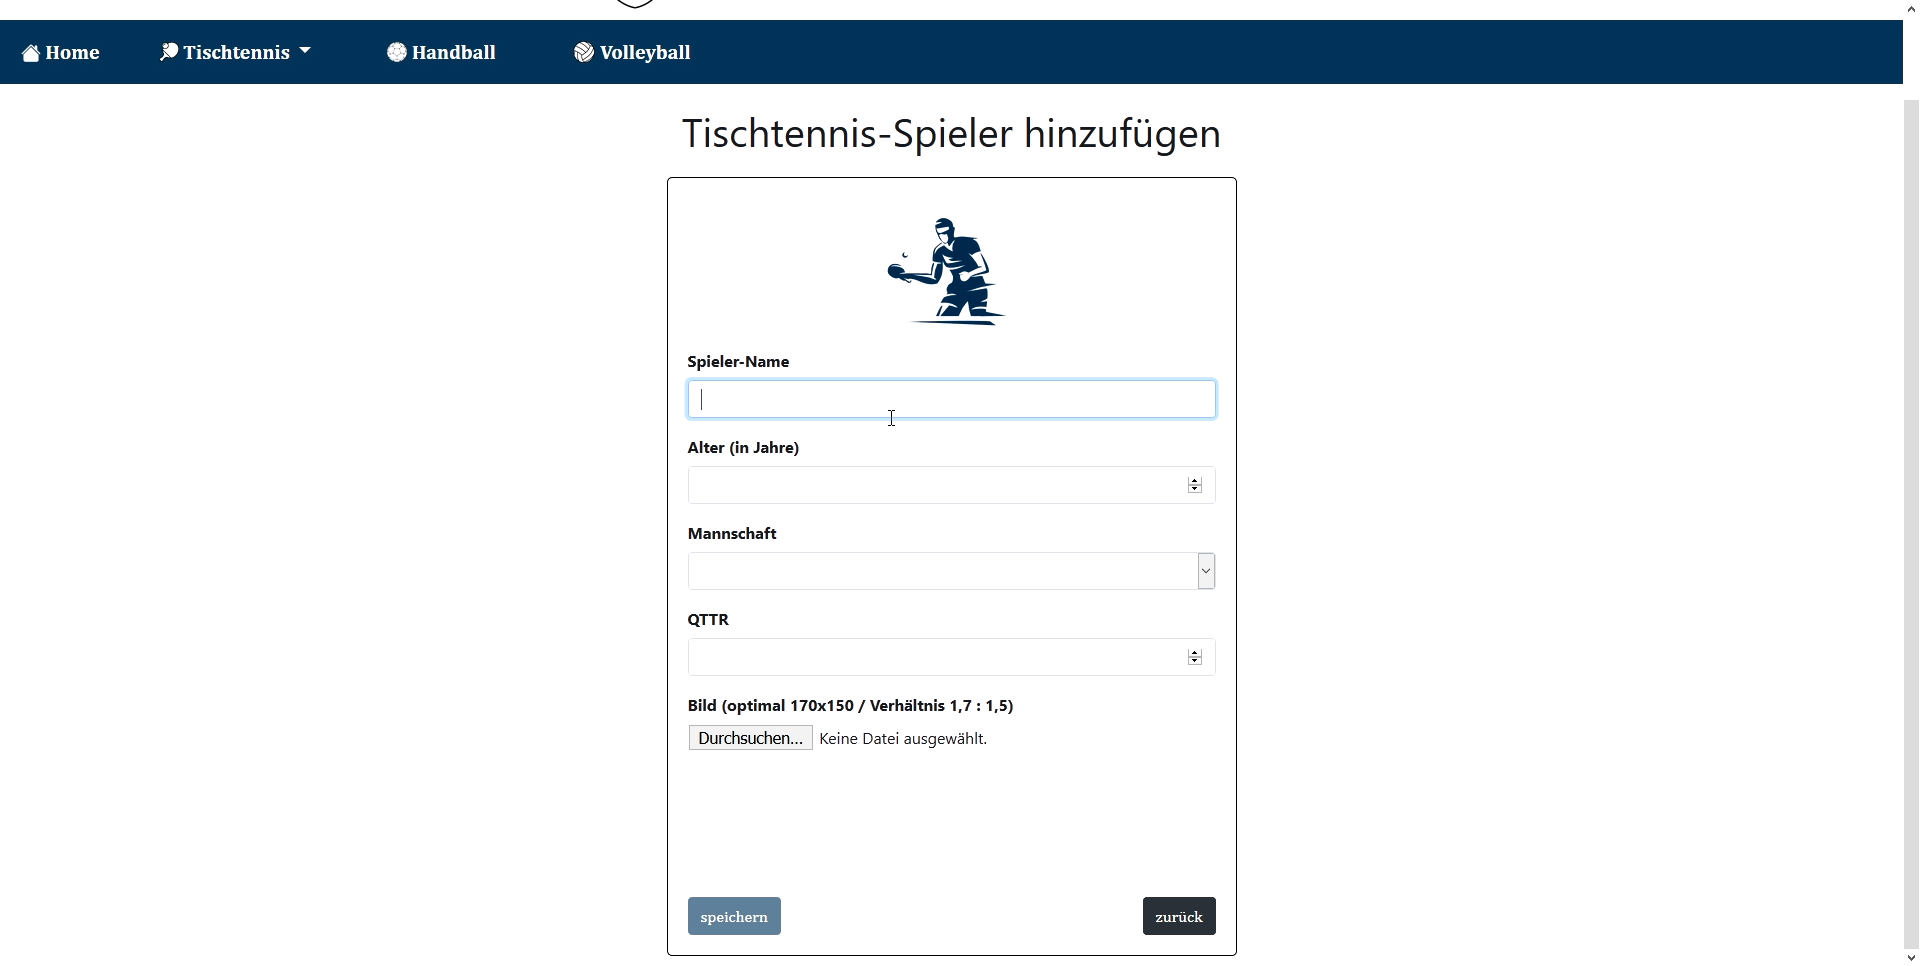 Home Tischtennis Handball Volleyball
Tischtennis-Spieler hinzufügen
Spieler-Name
Alter (in Jahre)
Mannschaft
QTTR
Bild (optimal 170x150 / Verhältnis 1,7 : 1,5)
Durchsuchen... Keine Datei ausgewählt.
speichern zurück